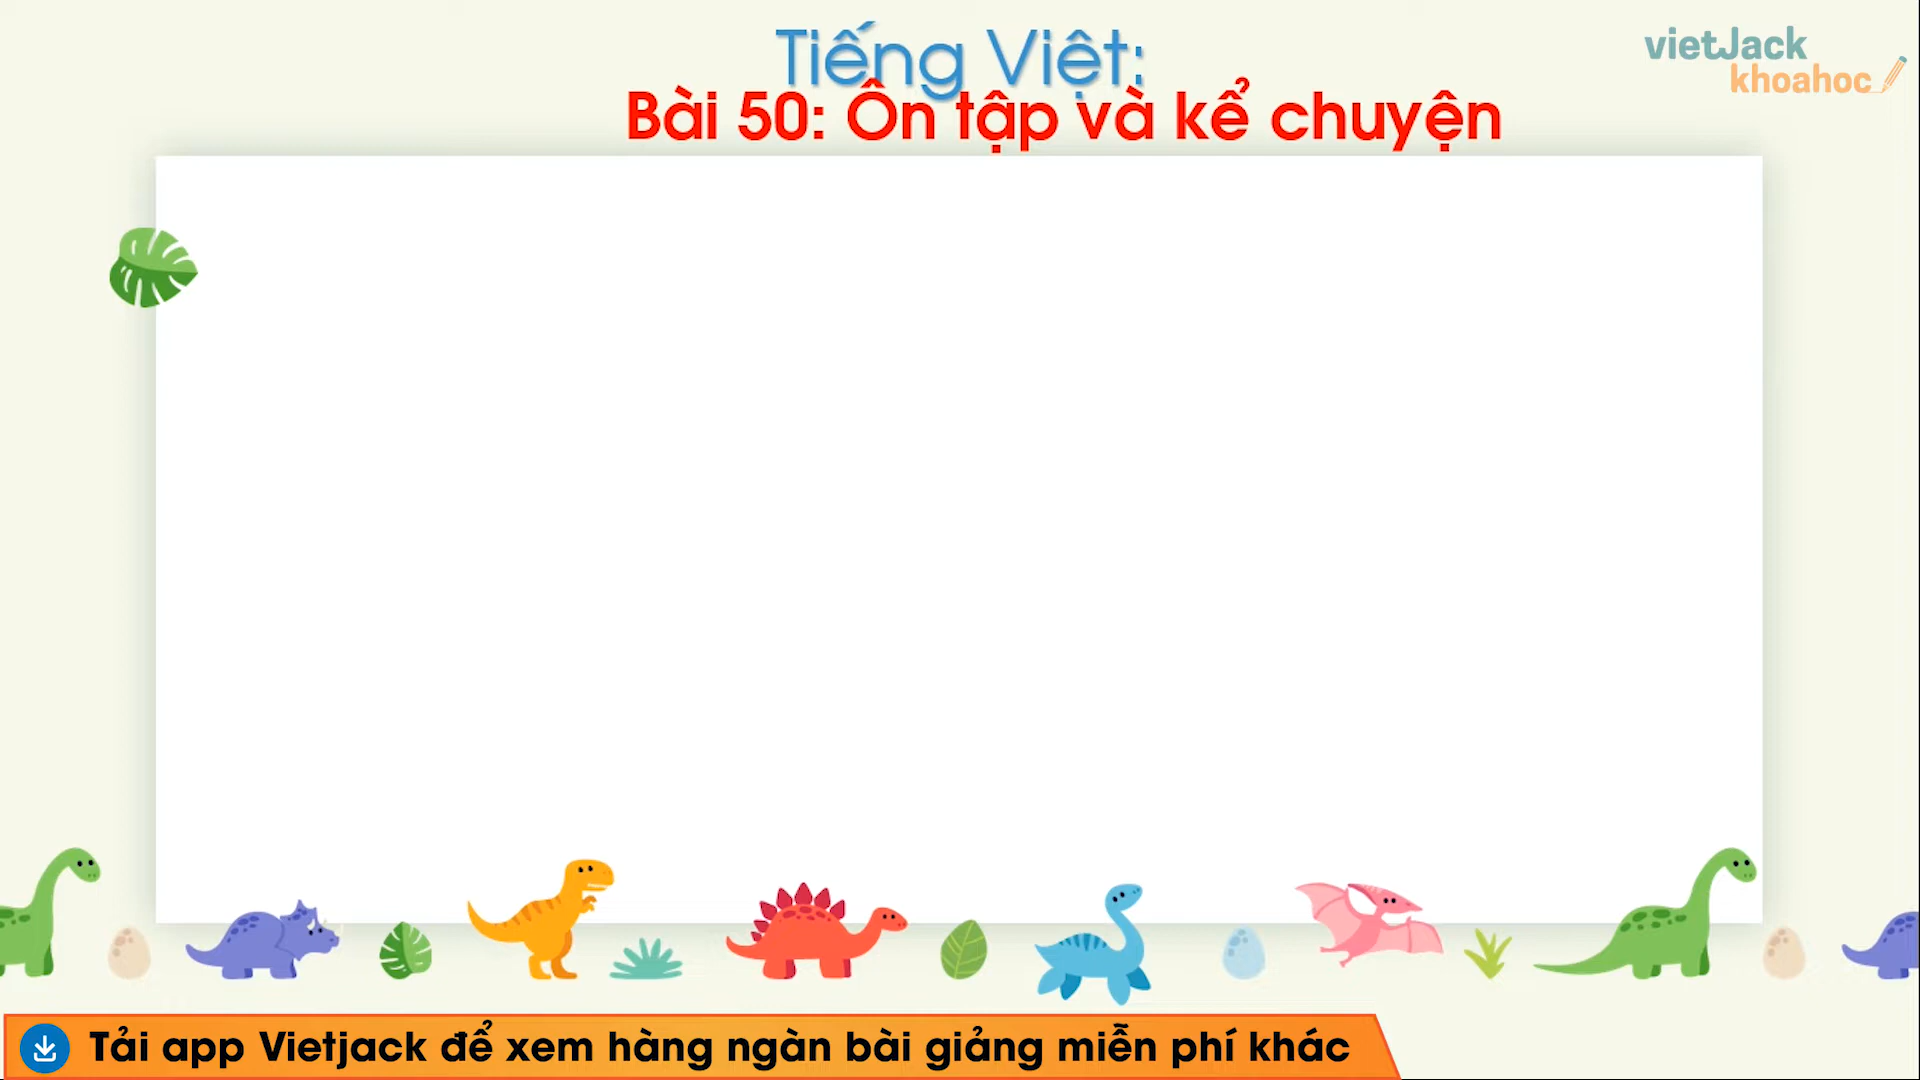 Tiếng Việt:
vietJack
khoahoc
Bài 50: Ôn tập và kể chuyện
Tải app Vietjack để xem hàng ngàn bài giảng miễn phí khác